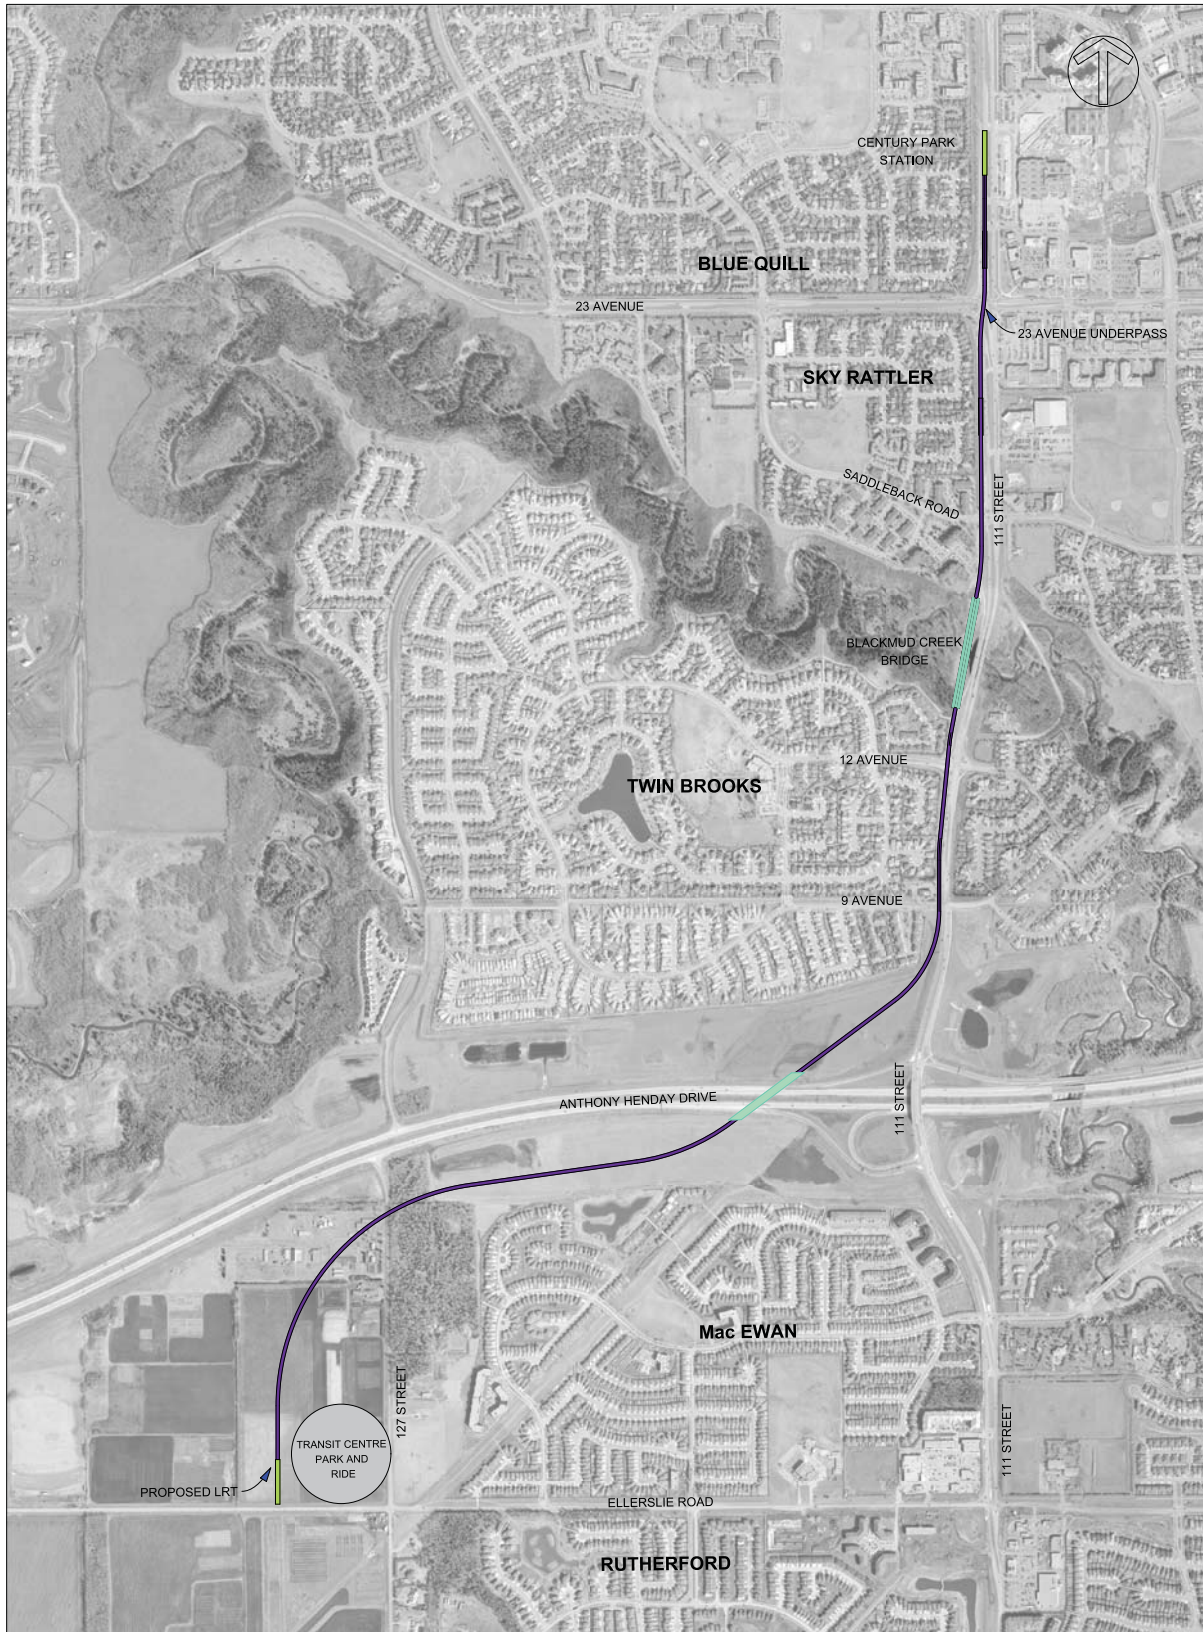 CENTURY PARK
STATION
BLUE QUILL
23 AVENUE
23 AVENUE UNDERPASS
SKY RATTLER
SADDLEBACK ROAD
111 STREET
BLACKMUD CREEK
BRIDGE
12 AVENUE
TWIN BROOKS
9 AVENUE
ANTHONY HENDAY DRIVE
111 STREET
Mac EWAN
127 STREET
111 STREET
TRANSIT CENTRE
PARK AND
RIDE
PROPOSED LRT
ELLERSLIE ROAD
RUTHERFORD